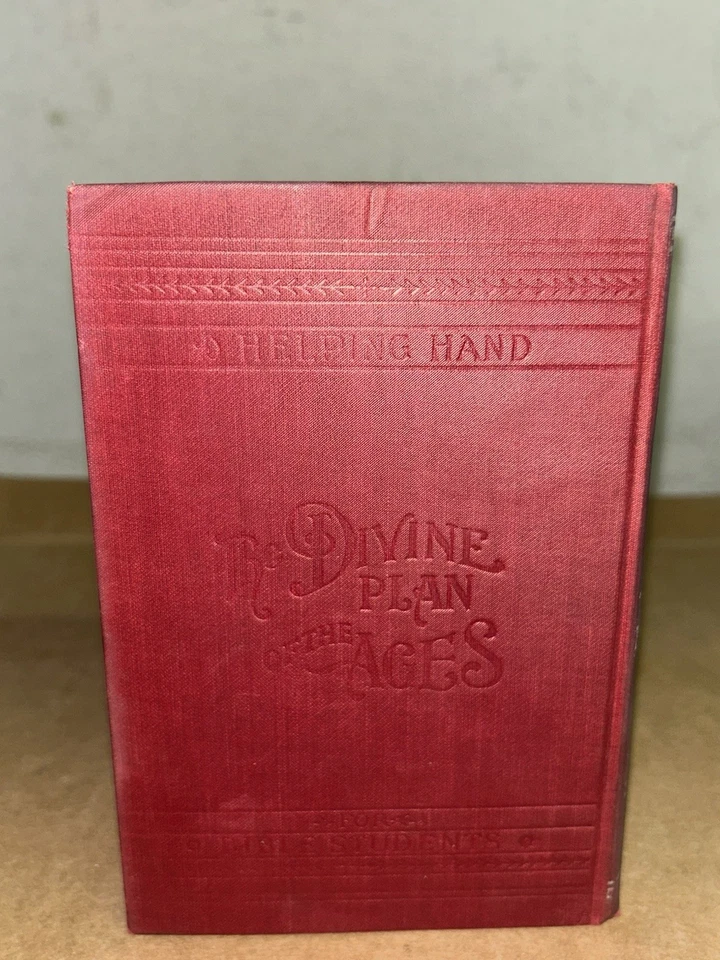 HELPING HAND
The DIVINE
PLAN
OF THE AGES
FOR
BIBLE STUDENTS